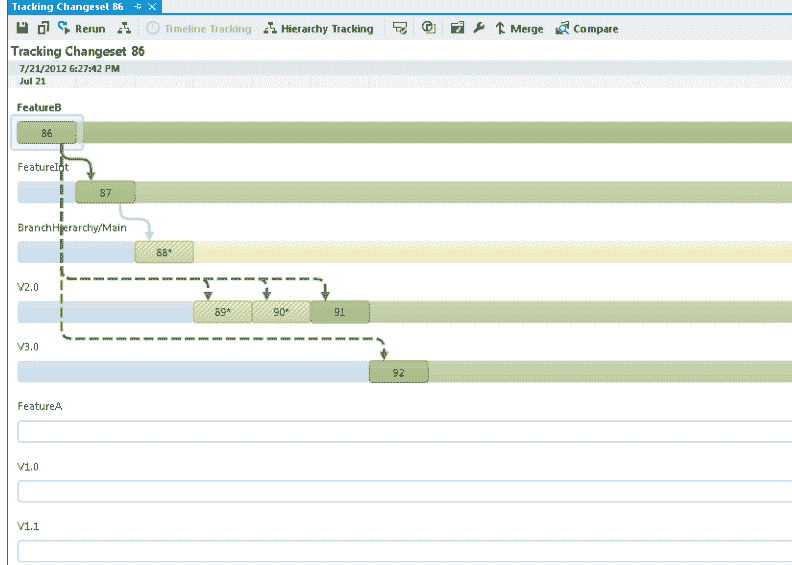 Tracking Changeset 86
Rerun Timeline Tracking Hierarchy Tracking Merge Compare
Tracking Changeset 86
7/21/2012 6:27:42 PM
Jul 21
FeatureB
86
FeatureInt
87
BranchHierarchy/Main
88*
V2.0
89* 90* 91
V3.0
92
FeatureA
V1.0
V1.1